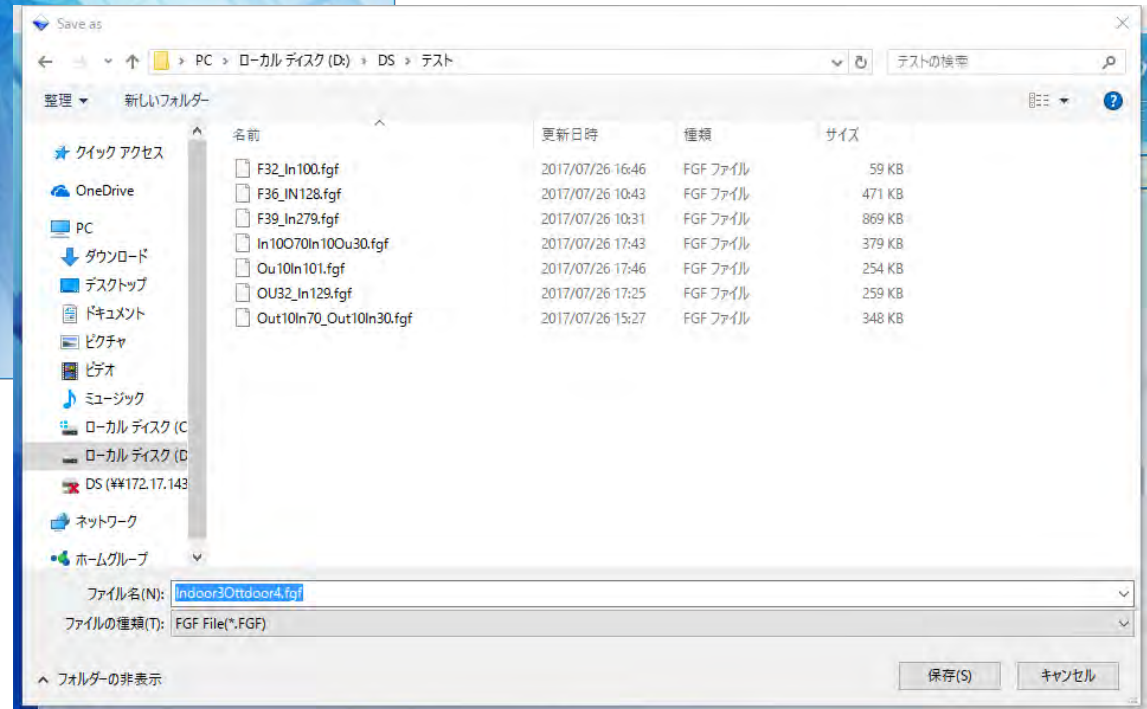 Save as
PC › ローカル ディスク (D:) › DS › テスト
テストの検索
整理 新しいフォルダー
名前 更新日時 種類 サイズ
F32_In100.fgf 2017/07/26 16:46 FGF ファイル 59 KB
F36_IN128.fgf 2017/07/26 10:43 FGF ファイル 471 KB
F39_In279.fgf 2017/07/26 10:31 FGF ファイル 869 KB
In10O70In10Ou30.fgf 2017/07/26 17:43 FGF ファイル 379 KB
Ou10In101.fgf 2017/07/26 17:46 FGF ファイル 254 KB
OU32_In129.fgf 2017/07/26 17:25 FGF ファイル 259 KB
Out10In70_Out10In30.fgf 2017/07/26 15:27 FGF ファイル 348 KB
クイック アクセス
OneDrive
PC
ダウンロード
デスクトップ
ドキュメント
ピクチャ
ビデオ
ミュージック
ローカル ディスク (C
ローカル ディスク (D
DS (¥¥172.17.143
ネットワーク
ホームグループ
ファイル名(N): Indoor3Ottdoor4.fgf
ファイルの種類(T): FGF File(*.FGF)
フォルダーの非表示
保存(S) キャンセル